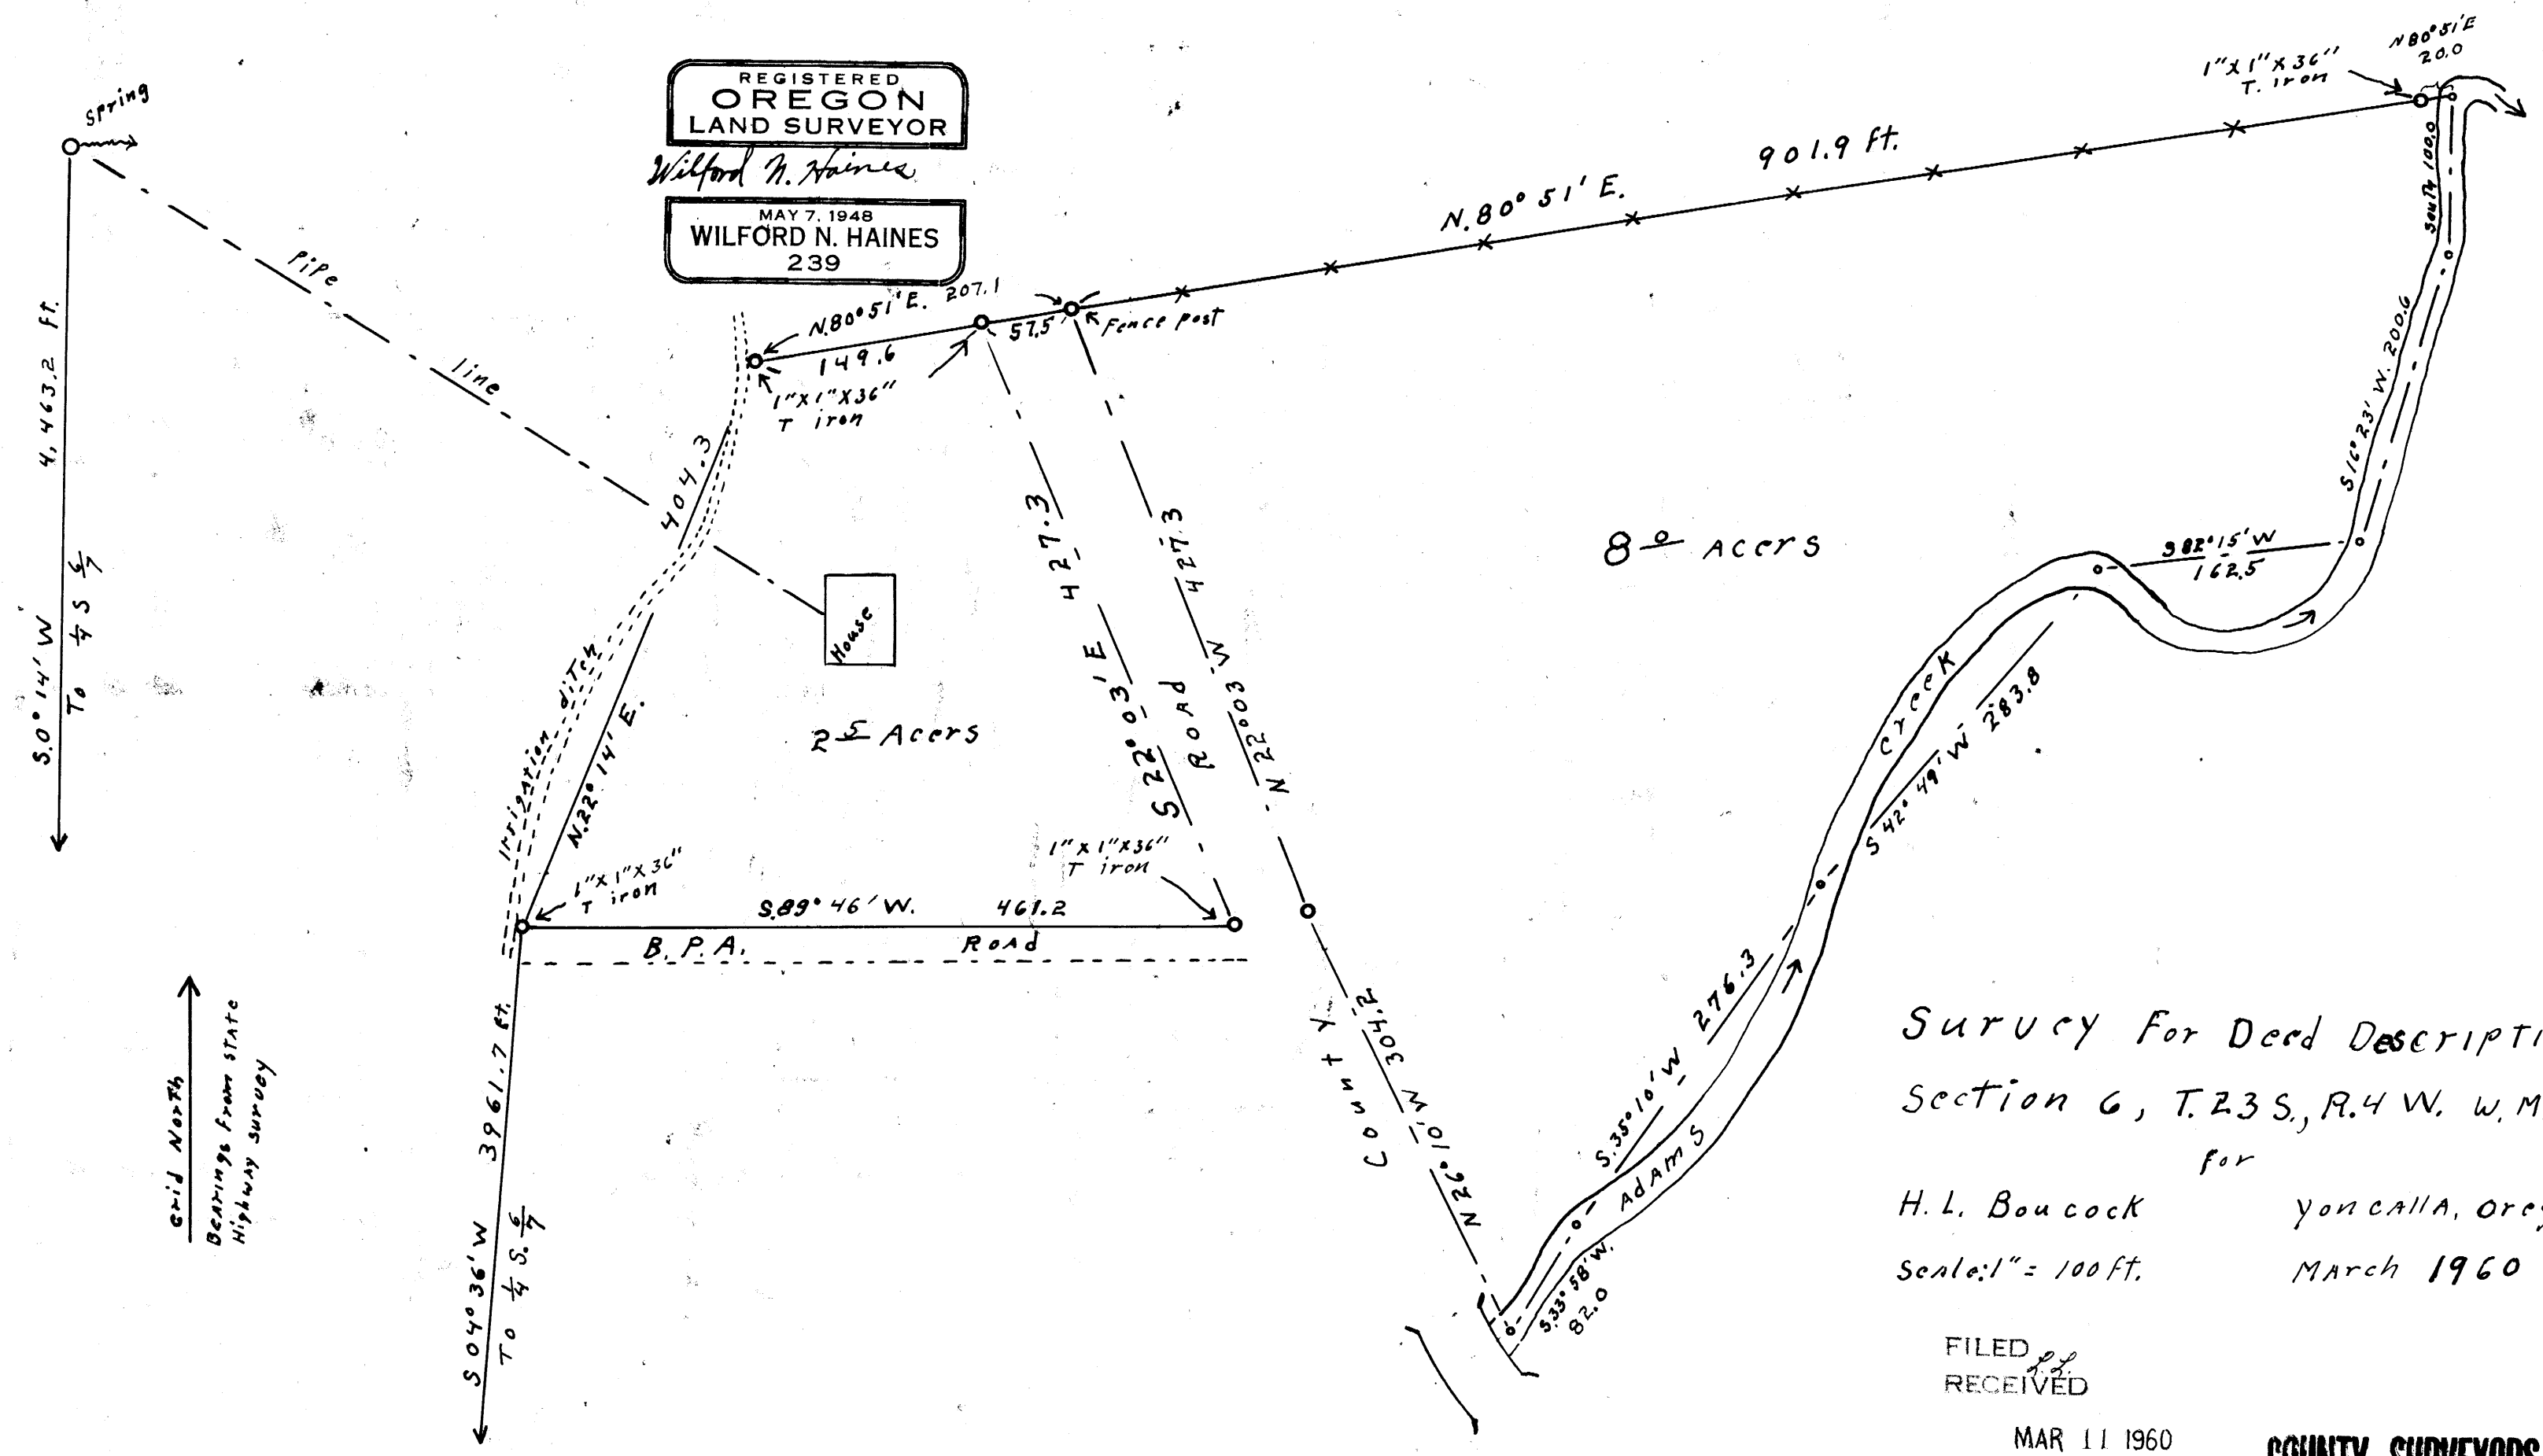 REGISTERED
OREGON
LAND SURVEYOR
Wilford N. Haines
MAY 7, 1948
WILFORD N. HAINES
239
spring
4,463.2 ft.
S.0° 14' W
To 1/4 S 6/7
pipe
line
N80°51'E
20.0
1"x1"x36"
T. iron
901.9 ft.
N.80° 51' E.
N.80°51'E. 207.1
57.5'
Fence post
149.6
1"x1"x36"
T iron
404.3
N.22° 14' E.
Irrigation ditch
House
2 5 Acers
S 22° 03' E 427.3
Road
N 22°03 W 427.3
8 0 Acers
South 100.0
S16°23' W. 200.6
S82°15'W
162.5
S 42° 49' W 283.8
Creek
S.35°10' W 276.3
Adams
S.33°58'W.
82.0
1"x1"x36"
T iron
1"x1"x36"
T iron
S.89° 46' W. 461.2
B.P.A. Road
County
N26°10'W 304.2
S 04° 36' W 3961.7 ft.
To 1/4 S. 6/7
Grid North
Bearings from State
Highway survey
Survey For Deed Descripti
Section 6, T.23 S., R.4 W. W.M
for
H.L. Boucock Yoncalla, Ore
Scale: 1" = 100 ft. March 1960
FILED
RECEIVED
MAR 11 1960
COUNTY SURVEYORS